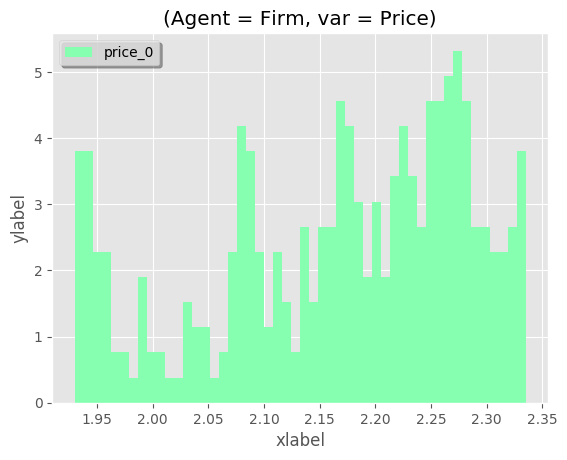 (Agent = Firm, var = Price)
price_0
ylabel
5
4
3
2
1
0
1.95 2.00 2.05 2.10 2.15 2.20 2.25 2.30 2.35
xlabel